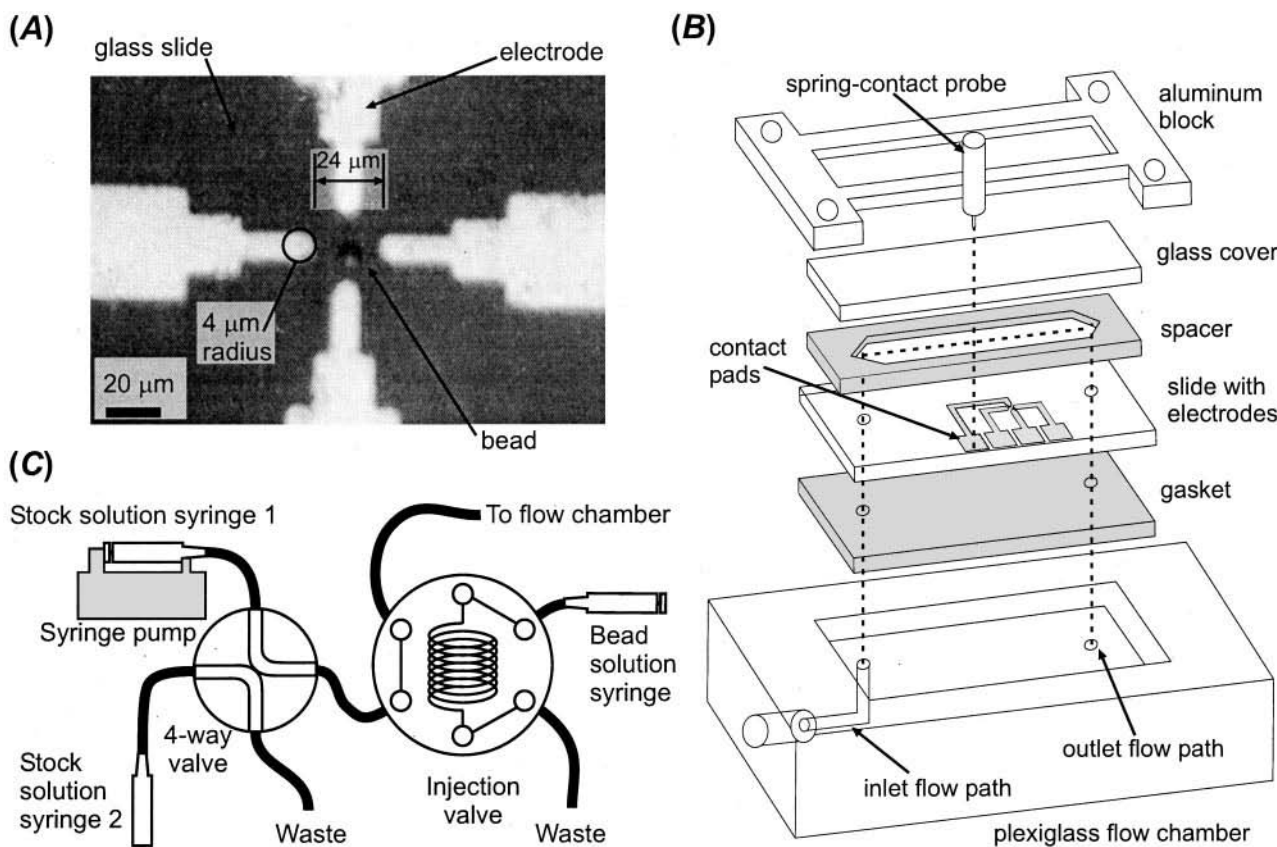 (A)
glass slide
electrode
24 μm
4 μm
radius
20 μm
bead
(B)
spring-contact probe
aluminum
block
glass cover
spacer
contact
pads
slide with
electrodes
gasket
outlet flow path
inlet flow path
plexiglass flow chamber
(C)
Stock solution syringe 1
To flow chamber
Syringe pump
Bead
solution
syringe
4-way
valve
Stock
solution
syringe 2
Injection
valve
Waste
Waste